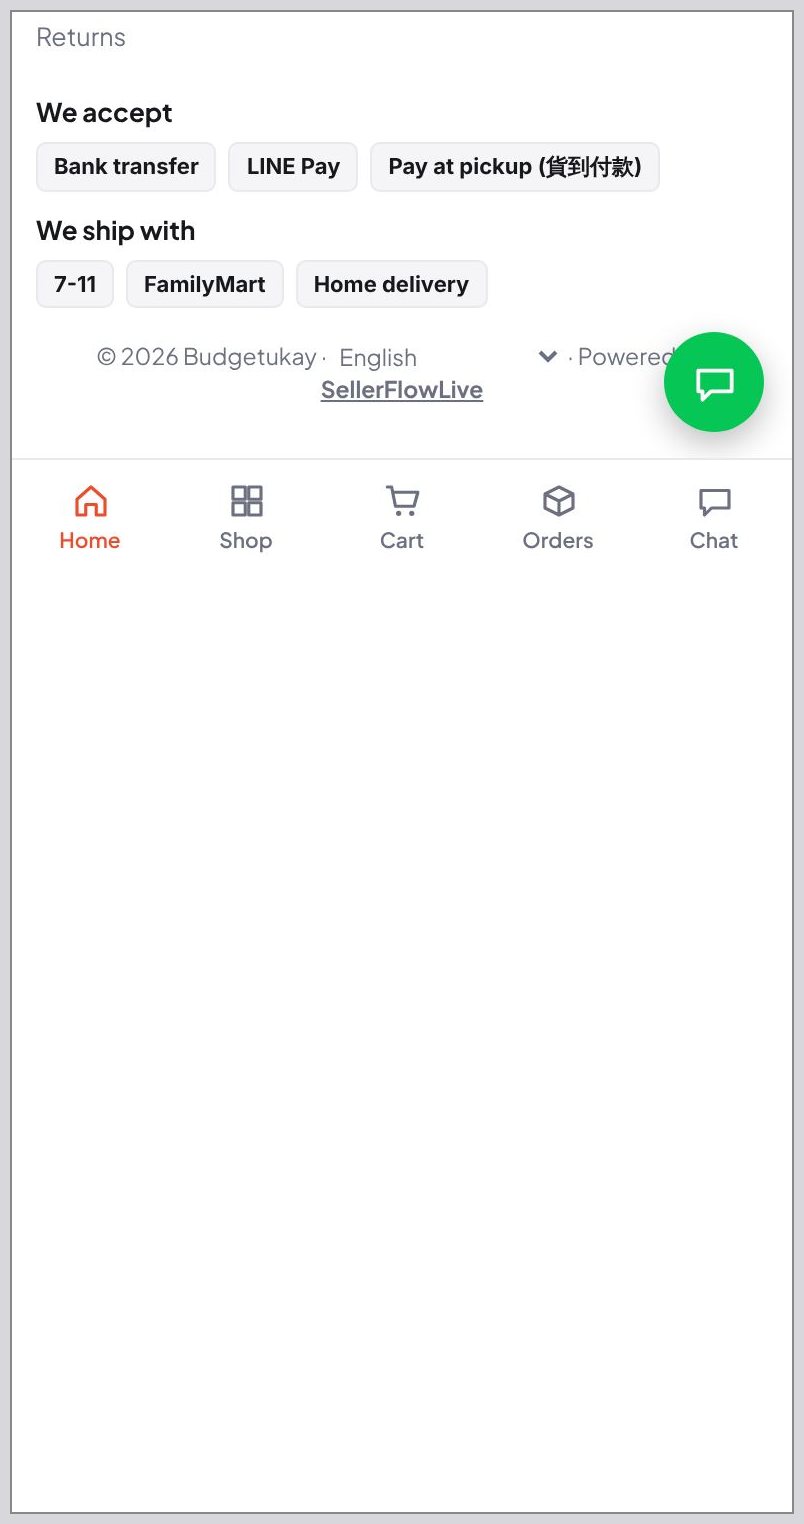 Returns
We accept
Bank transfer LINE Pay Pay at pickup (貨到付款)
We ship with
7-11 FamilyMart Home delivery
© 2026 Budgetukay · English · Powered
SellerFlowLive
Home Shop Cart Orders Chat